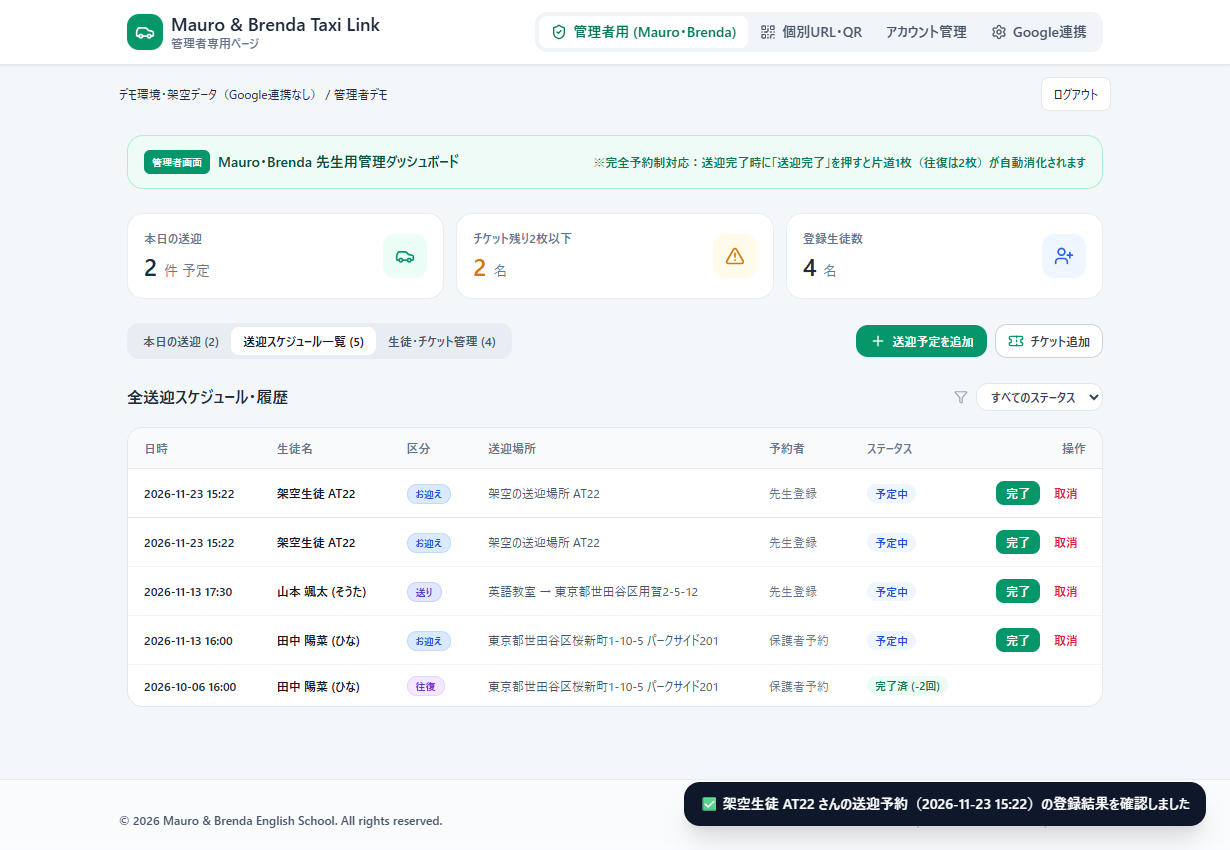 Mauro & Brenda Taxi Link
管理者専用ページ
管理者用 (Mauro・Brenda)
個別URL・QR
アカウント管理
Google連携
デモ環境・架空データ（Google連携なし） / 管理者デモ
ログアウト
管理者画面 Mauro・Brenda 先生用管理ダッシュボード
※完全予約制対応：送迎完了時に「送迎完了」を押すと片道1枚（往復は2枚）が自動消化されます
本日の送迎
2 件 予定
チケット残り2枚以下
2 名
登録生徒数
4 名
本日の送迎 (2)
送迎スケジュール一覧 (5)
生徒・チケット管理 (4)
送迎予定を追加
チケット追加
全送迎スケジュール・履歴
すべてのステータス
日時 生徒名 区分 送迎場所 予約者 ステータス 操作
2026-11-23 15:22 架空生徒 AT22 お迎え 架空の送迎場所 AT22 先生登録 予定中 完了 取消
2026-11-23 15:22 架空生徒 AT22 お迎え 架空の送迎場所 AT22 先生登録 予定中 完了 取消
2026-11-13 17:30 山本 颯太 (そうた) 送り 英語教室 → 東京都世田谷区用賀2-5-12 先生登録 予定中 完了 取消
2026-11-13 16:00 田中 陽菜 (ひな) お迎え 東京都世田谷区桜新町1-10-5 パークサイド201 保護者予約 予定中 完了 取消
2026-10-06 16:00 田中 陽菜 (ひな) 往復 東京都世田谷区桜新町1-10-5 パークサイド201 保護者予約 完了済 (-2回)
✅ 架空生徒 AT22 さんの送迎予約（2026-11-23 15:22）の登録結果を確認しました
© 2026 Mauro & Brenda English School. All rights reserved.